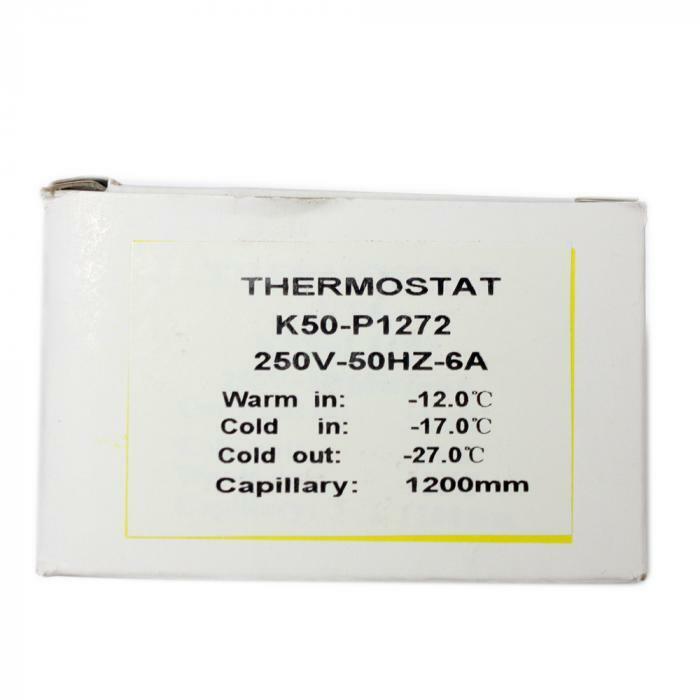 THERMOSTAT
K50-P1272
250V-50HZ-6A
Warm in: -12.0℃
Cold in: -17.0℃
Cold out: -27.0℃
Capillary: 1200mm